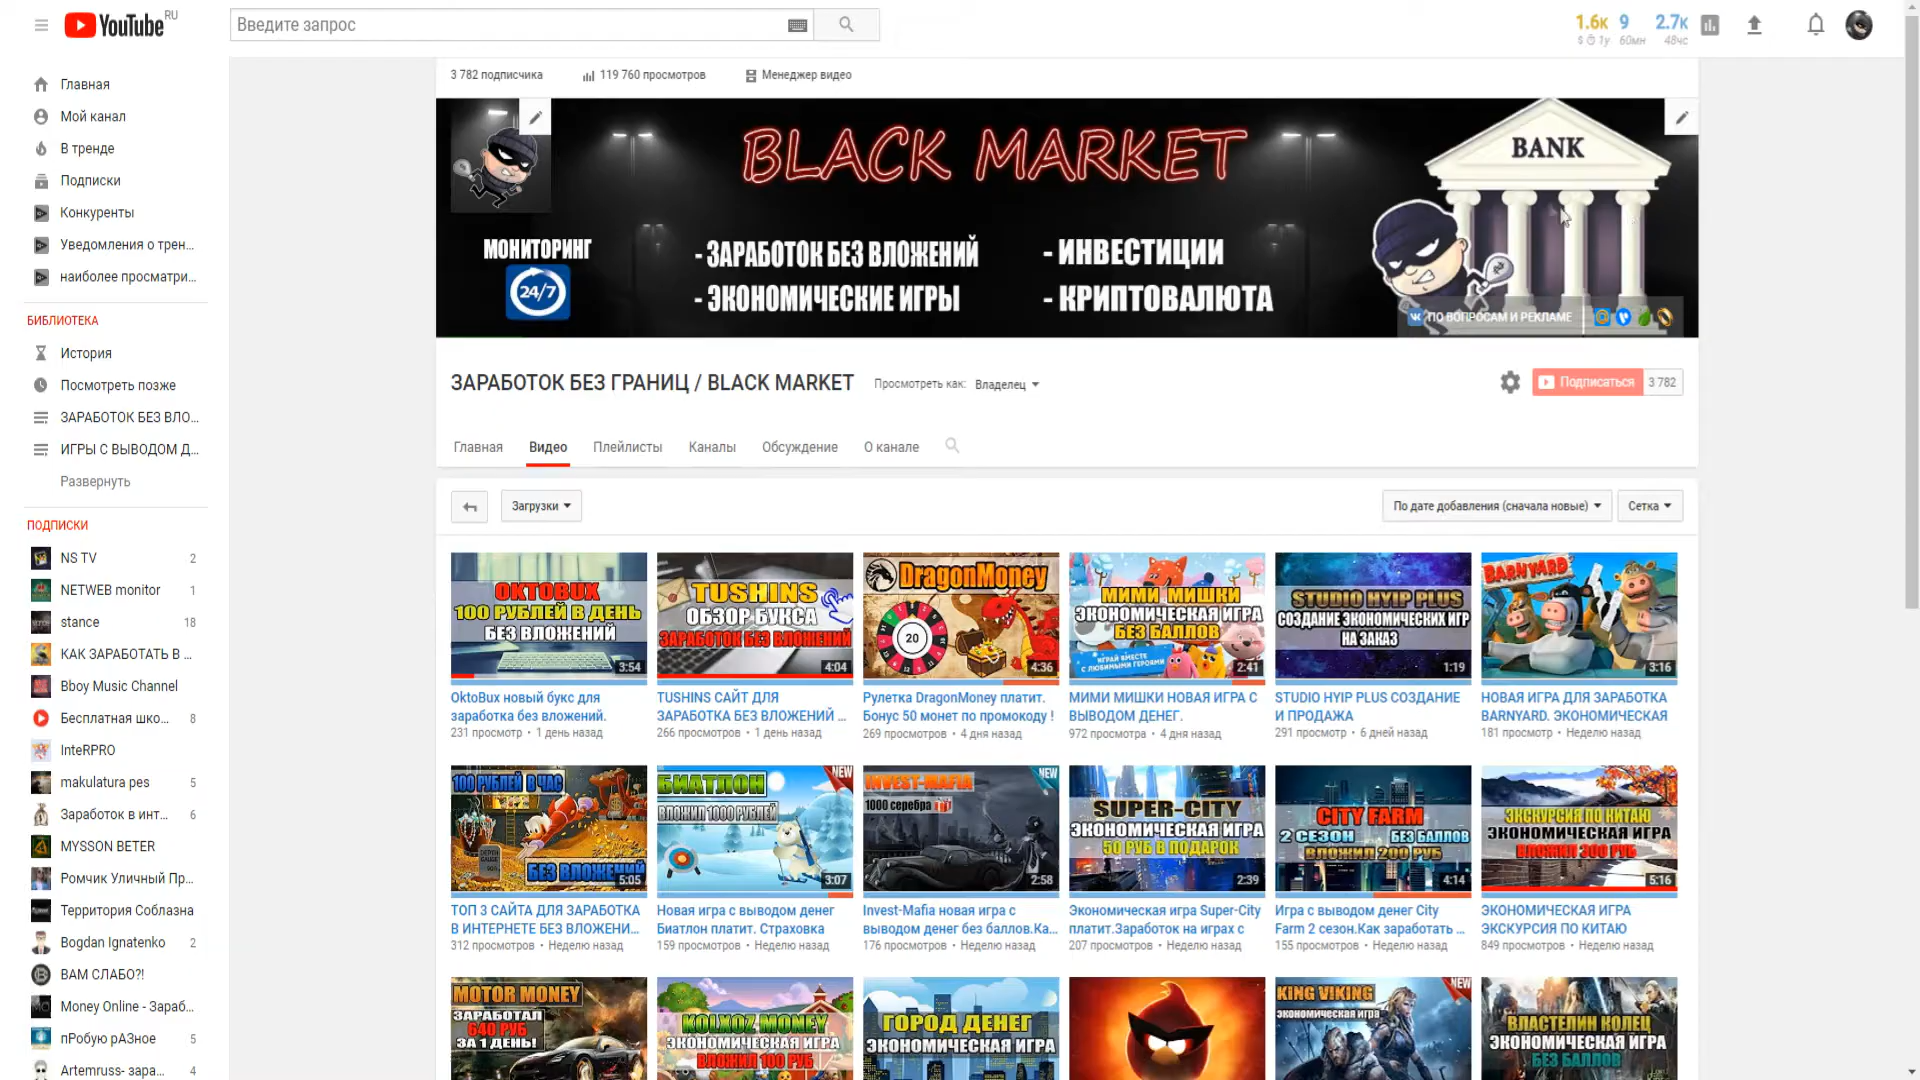 YouTube RU
Введите запрос
1.6к 9 2.7к
$ 1y 60мн 48чс
Главная
Мой канал
В тренде
Подписки
Конкуренты
Уведомления о трен...
наиболее просматри...
БИБЛИОТЕКА
История
Посмотреть позже
ЗАРАБОТОК БЕЗ ВЛО...
ИГРЫ С ВЫВОДОМ Д...
Развернуть
ПОДПИСКИ
NS TV 2
NETWEB monitor 1
stance 18
КАК ЗАРАБОТАТЬ В ...
Bboy Music Channel
Бесплатная шко... 8
InteRPRO
makulatura pes 5
Заработок в инт... 6
MYSSON BETER
Ромчик Уличный Пр...
Территория Соблазна
Bogdan Ignatenko 2
ВАМ СЛАБО?!
Money Online - Зараб...
пРобую рАЗное 5
Artemruss- зара... 4
3 782 подписчика 119 760 просмотров Менеджер видео
BLACK MARKET
BANK
МОНИТОРИНГ
24/7
- ЗАРАБОТОК БЕЗ ВЛОЖЕНИЙ
- ЭКОНОМИЧЕСКИЕ ИГРЫ
- ИНВЕСТИЦИИ
- КРИПТОВАЛЮТА
ПО ВОПРОСАМ И РЕКЛАМЕ
ЗАРАБОТОК БЕЗ ГРАНИЦ / BLACK MARKET
Просмотреть как: Владелец
Подписаться 3 782
Главная Видео Плейлисты Каналы Обсуждение О канале
Загрузки
По дате добавления (сначала новые) Сетка
OKTOBUX
100 РУБЛЕЙ В ДЕНЬ
БЕЗ ВЛОЖЕНИЙ
3:54
OktoBux новый букс для
заработка без вложений.
231 просмотр • 1 день назад
TUSHINS
ОБЗОР БУКСА
ЗАРАБОТОК БЕЗ ВЛОЖЕНИЙ
4:04
TUSHINS САЙТ ДЛЯ
ЗАРАБОТКА БЕЗ ВЛОЖЕНИЙ ...
266 просмотров • 1 день назад
DragonMoney
20
4:36
Рулетка DragonMoney платит.
Бонус 50 монет по промокоду !
269 просмотров • 4 дня назад
МИМИ МИШКИ
ЭКОНОМИЧЕСКАЯ ИГРА
БЕЗ БАЛЛОВ
ИГРАЙ ВМЕСТЕ
С ЛЮБИМЫМИ ГЕРОЯМИ
2:41
МИМИ МИШКИ НОВАЯ ИГРА С
ВЫВОДОМ ДЕНЕГ.
972 просмотра • 4 дня назад
STUDIO HYIP PLUS
СОЗДАНИЕ ЭКОНОМИЧЕСКИХ ИГР
НА ЗАКАЗ
1:19
STUDIO HYIP PLUS СОЗДАНИЕ
И ПРОДАЖА
291 просмотр • 6 дней назад
BARNYARD
3:16
НОВАЯ ИГРА ДЛЯ ЗАРАБОТКА
BARNYARD. ЭКОНОМИЧЕСКАЯ
181 просмотр • Неделю назад
100 РУБЛЕЙ В ЧАС
БЕЗ ВЛОЖЕНИЙ
5:05
ТОП 3 САЙТА ДЛЯ ЗАРАБОТКА
В ИНТЕРНЕТЕ БЕЗ ВЛОЖЕНИ...
312 просмотров • Неделю назад
БИАТЛОН
NEW
ВЛОЖИЛ 1000 РУБЛЕЙ
3:07
Новая игра с выводом денег
Биатлон платит. Страховка
159 просмотров • Неделю назад
INVEST-MAFIA
NEW
1000 серебра
2:58
Invest-Mafia новая игра с
выводом денег без баллов.Ка...
176 просмотров • Неделю назад
SUPER-CITY
ЭКОНОМИЧЕСКАЯ ИГРА
50 РУБ В ПОДАРОК
2:39
Экономическая игра Super-City
платит.Заработок на играх с
207 просмотров • Неделю назад
CITY FARM
2 СЕЗОН БЕЗ БАЛЛОВ
ВЛОЖИЛ 200 РУБ
4:14
Игра с выводом денег City
Farm 2 сезон.Как заработать ...
155 просмотров • Неделю назад
ЭКСКУРСИЯ ПО КИТАЮ
ЭКОНОМИЧЕСКАЯ ИГРА
ВЛОЖИЛ 300 РУБ
5:16
ЭКОНОМИЧЕСКАЯ ИГРА
ЭКСКУРСИЯ ПО КИТАЮ
849 просмотров • Неделю назад
MOTOR MONEY
ЗАРАБОТАЛ
640 РУБ
ЗА 1 ДЕНЬ!
KOLXOZ MONEY
ЭКОНОМИЧЕСКАЯ ИГРА
ВЛОЖИЛ 100 РУБ
ГОРОД ДЕНЕГ
ЭКОНОМИЧЕСКАЯ ИГРА
KING VIKING
NEW
ЭКОНОМИЧЕСКАЯ ИГРА
ВЛАСТЕЛИН КОЛЕЦ
ЭКОНОМИЧЕСКАЯ ИГРА
БЕЗ БАЛЛОВ